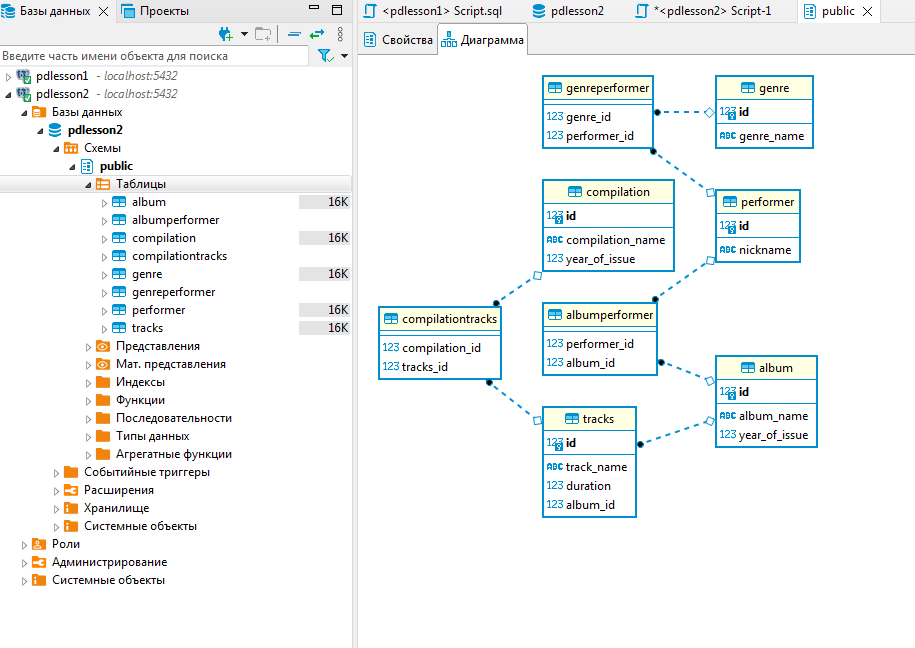 Базы данных
Проекты
Введите часть имени объекта для поиска
pdlesson1 - localhost:5432
pdlesson2 - localhost:5432
Базы данных
pdlesson2
Схемы
public
Таблицы
album 16K
albumperformer
compilation 16K
compilationtracks
genre 16K
genreperformer
performer 16K
tracks 16K
Представления
Мат. представления
Индексы
Функции
Последовательности
Типы данных
Агрегатные функции
Событийные триггеры
Расширения
Хранилище
Системные объекты
Роли
Администрирование
Системные объекты
<pdlesson1> Script.sql
pdlesson2
*<pdlesson2> Script-1
public
Свойства
Диаграмма
genreperformer
123 genre_id
123 performer_id
genre
123 id
ABC genre_name
compilation
123 id
ABC compilation_name
123 year_of_issue
performer
123 id
ABC nickname
compilationtracks
123 compilation_id
123 tracks_id
albumperformer
123 performer_id
123 album_id
album
123 id
ABC album_name
123 year_of_issue
tracks
123 id
ABC track_name
123 duration
123 album_id